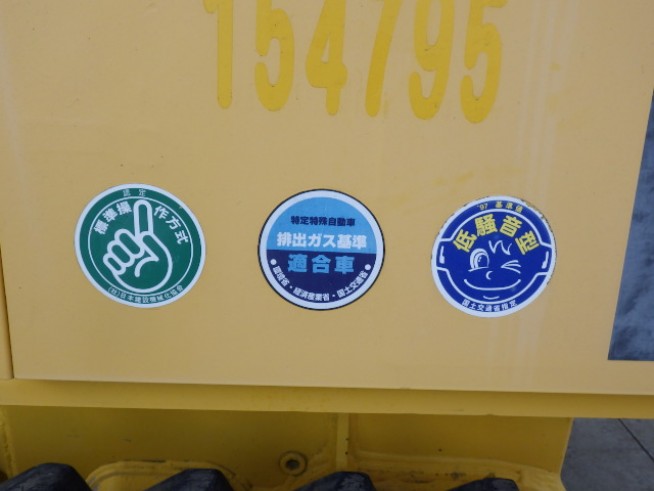 154795
認定
標準操作方式
(社)日本建設機械化協会
特定特殊自動車
排出ガス基準
適合車
環境省・経済産業省・国土交通省
'97 基準値
低騒音型
国土交通省指定